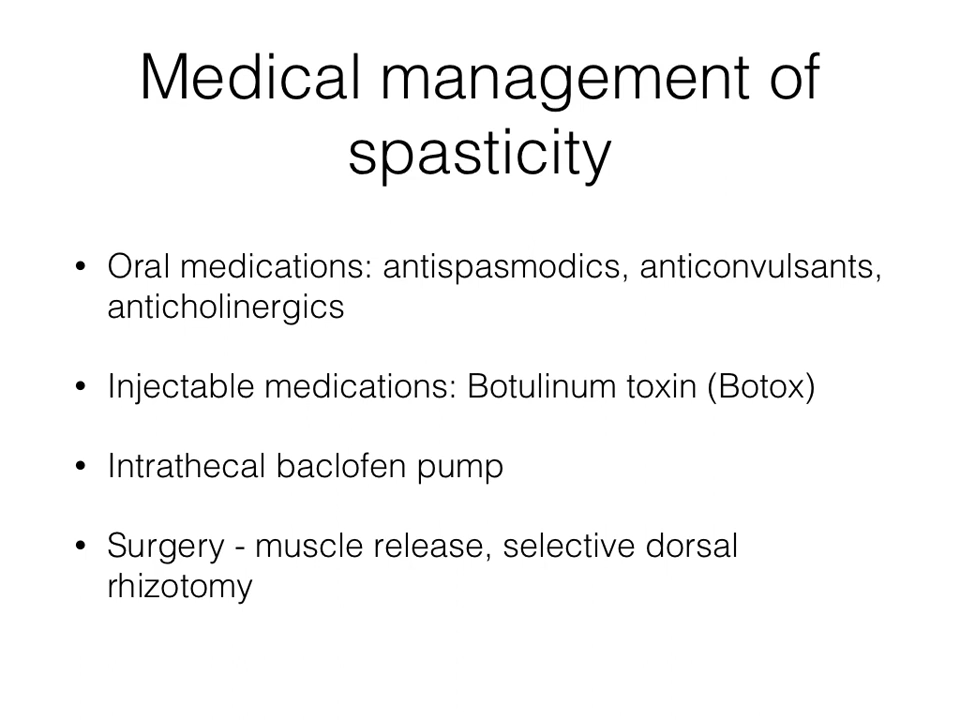 Medical management of
spasticity
• Oral medications: antispasmodics, anticonvulsants,
anticholinergics
• Injectable medications: Botulinum toxin (Botox)
• Intrathecal baclofen pump
• Surgery - muscle release, selective dorsal
rhizotomy